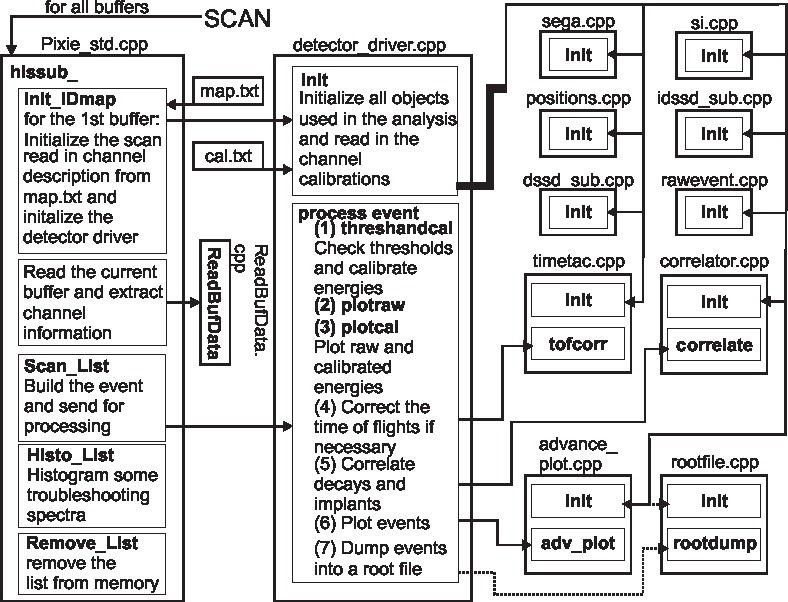 for all buffers
SCAN
Pixie_std.cpp
hissub_
Init_IDmap
for the 1st buffer:
Initialize the scan
read in channel
description from
map.txt and
initalize the
detector driver
Read the current
buffer and extract
channel
information
Scan_List
Build the event
and send for
processing
Histo_List
Histogram some
troubleshooting
spectra
Remove_List
remove the
list from memory
map.txt
cal.txt
ReadBufData.
cpp
ReadBufData
detector_driver.cpp
Init
Initialize all objects
used in the analysis
and read in the
channel
calibrations
process event
(1) threshandcal
Check thresholds
and calibrate
energies
(2) plotraw
(3) plotcal
Plot raw and
calibrated
energies
(4) Correct the
time of flights if
necessary
(5) Correlate
decays and
implants
(6) Plot events
(7) Dump events
into a root file
sega.cpp
Init
si.cpp
Init
positions.cpp
Init
idssd_sub.cpp
Init
dssd_sub.cpp
Init
rawevent.cpp
Init
timetac.cpp
Init
tofcorr
correlator.cpp
Init
correlate
advance_
plot.cpp
Init
adv_plot
rootfile.cpp
Init
rootdump